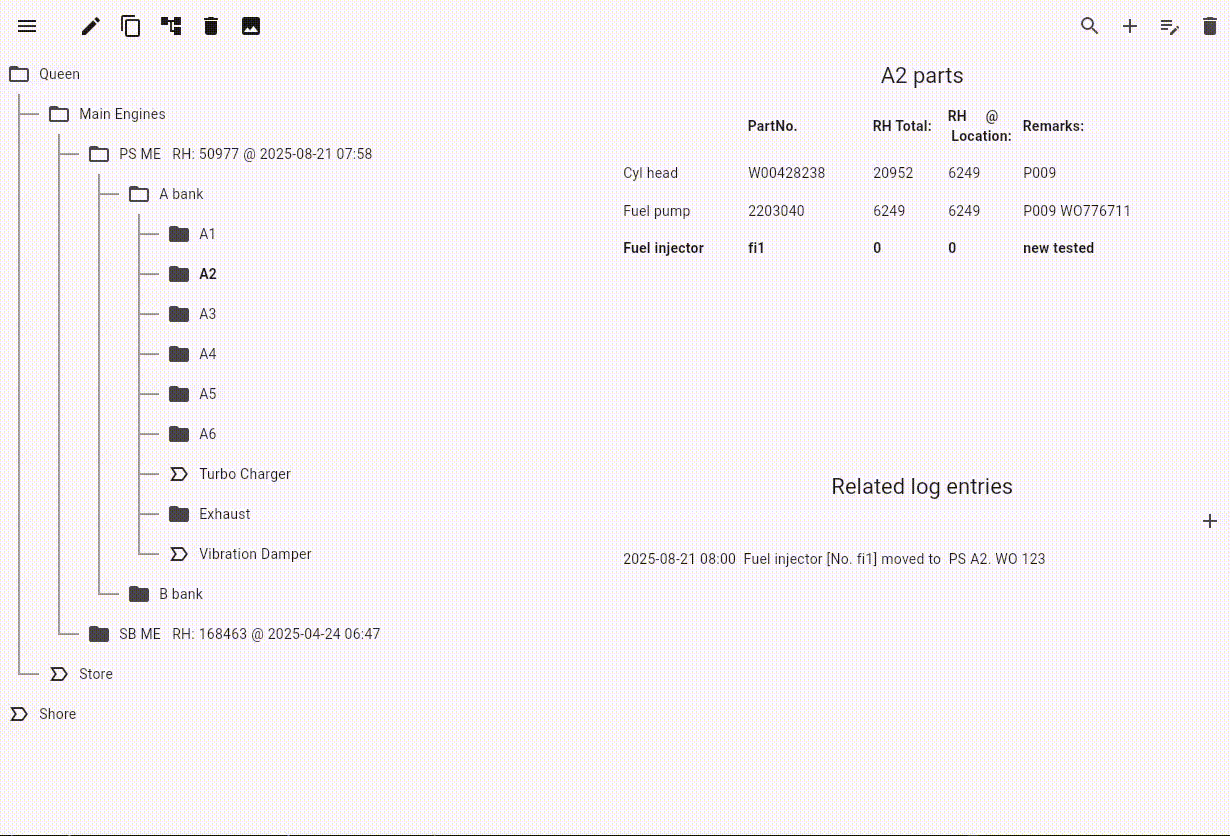 Queen
Main Engines
PS ME RH: 50977 @ 2025-08-21 07:58
A bank
A1
A2
A3
A4
A5
A6
Turbo Charger
Exhaust
Vibration Damper
B bank
SB ME RH: 168463 @ 2025-04-24 06:47
Store
Shore
A2 parts
PartNo. RH Total: RH @ Location: Remarks:
Cyl head W00428238 20952 6249 P009
Fuel pump 2203040 6249 6249 P009 WO776711
Fuel injector fi1 0 0 new tested
Related log entries
2025-08-21 08:00 Fuel injector [No. fi1] moved to PS A2. WO 123